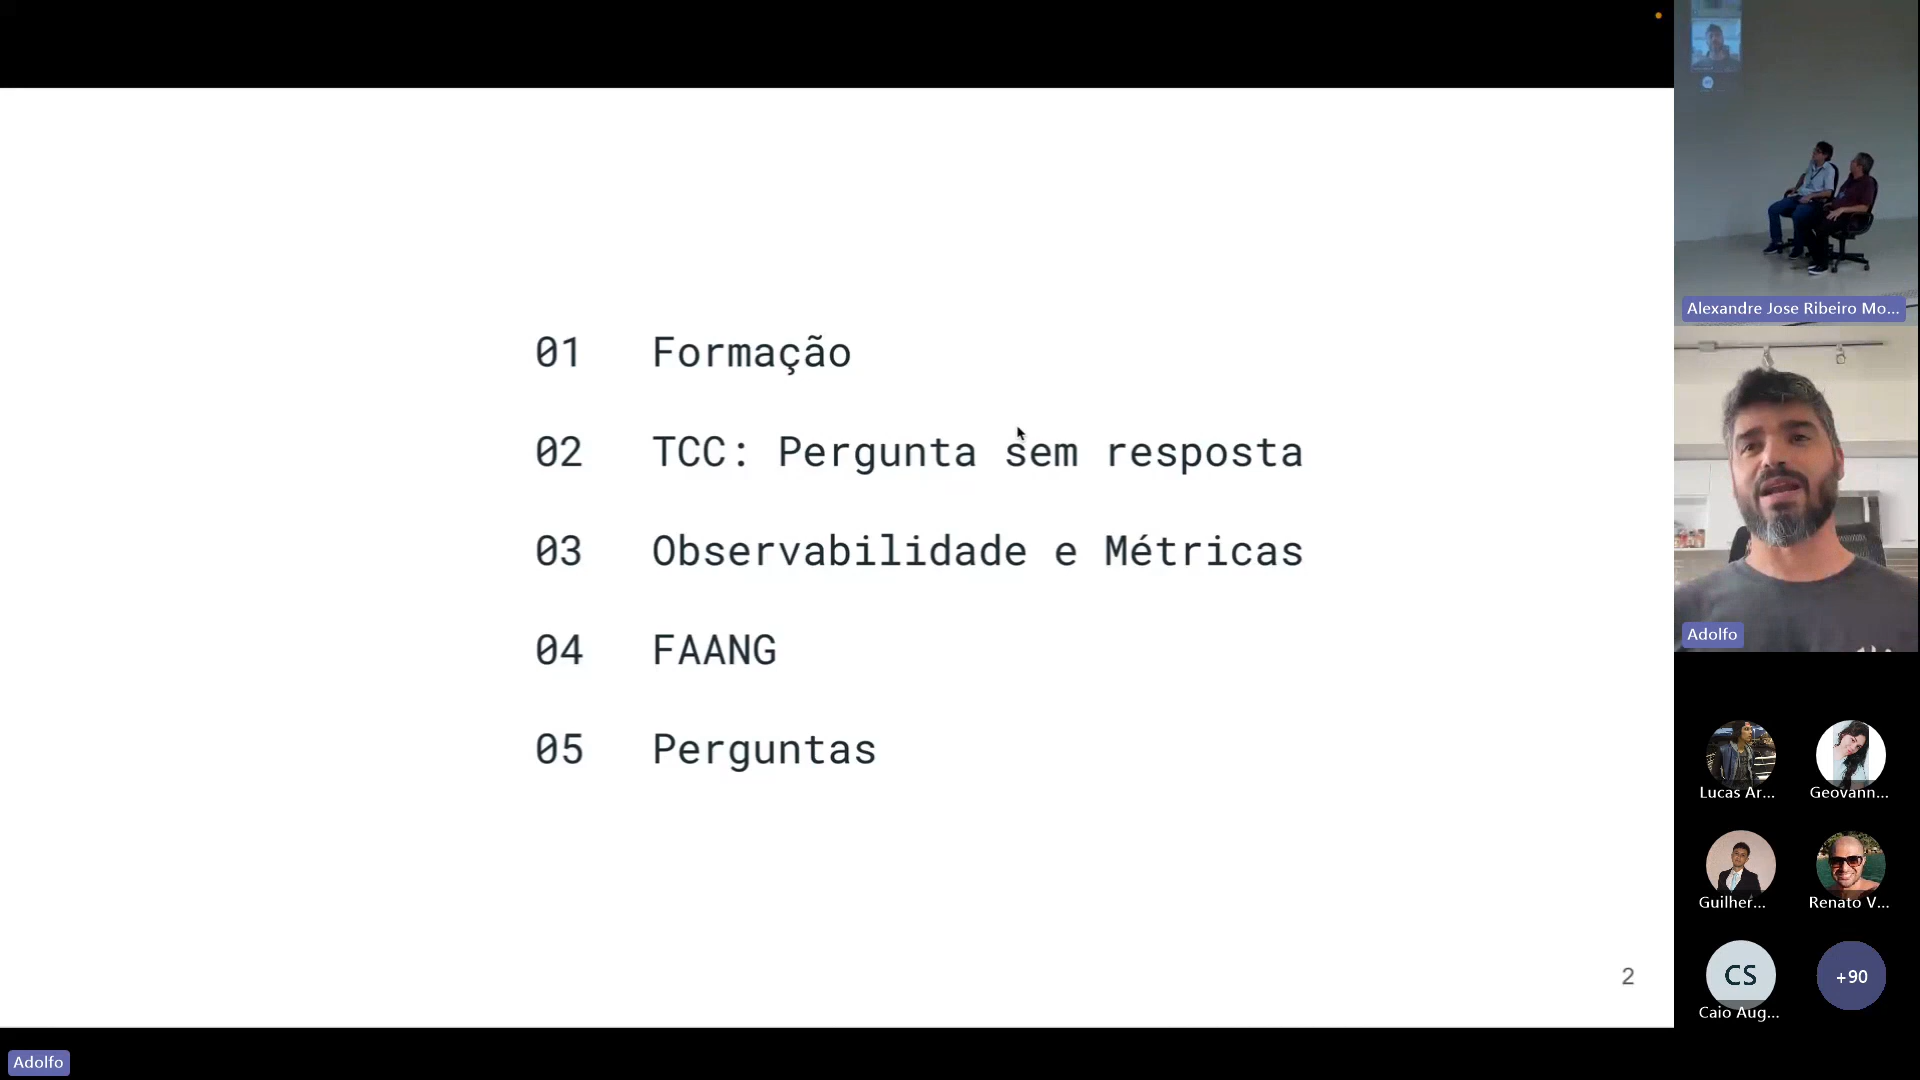 01 Formação
02 TCC: Pergunta sem resposta
03 Observabilidade e Métricas
04 FAANG
05 Perguntas
2
Adolfo
Alexandre Jose Ribeiro Mo...
Adolfo
Lucas Ar...
Geovann...
Guilher...
Renato V...
CS
Caio Aug...
+90